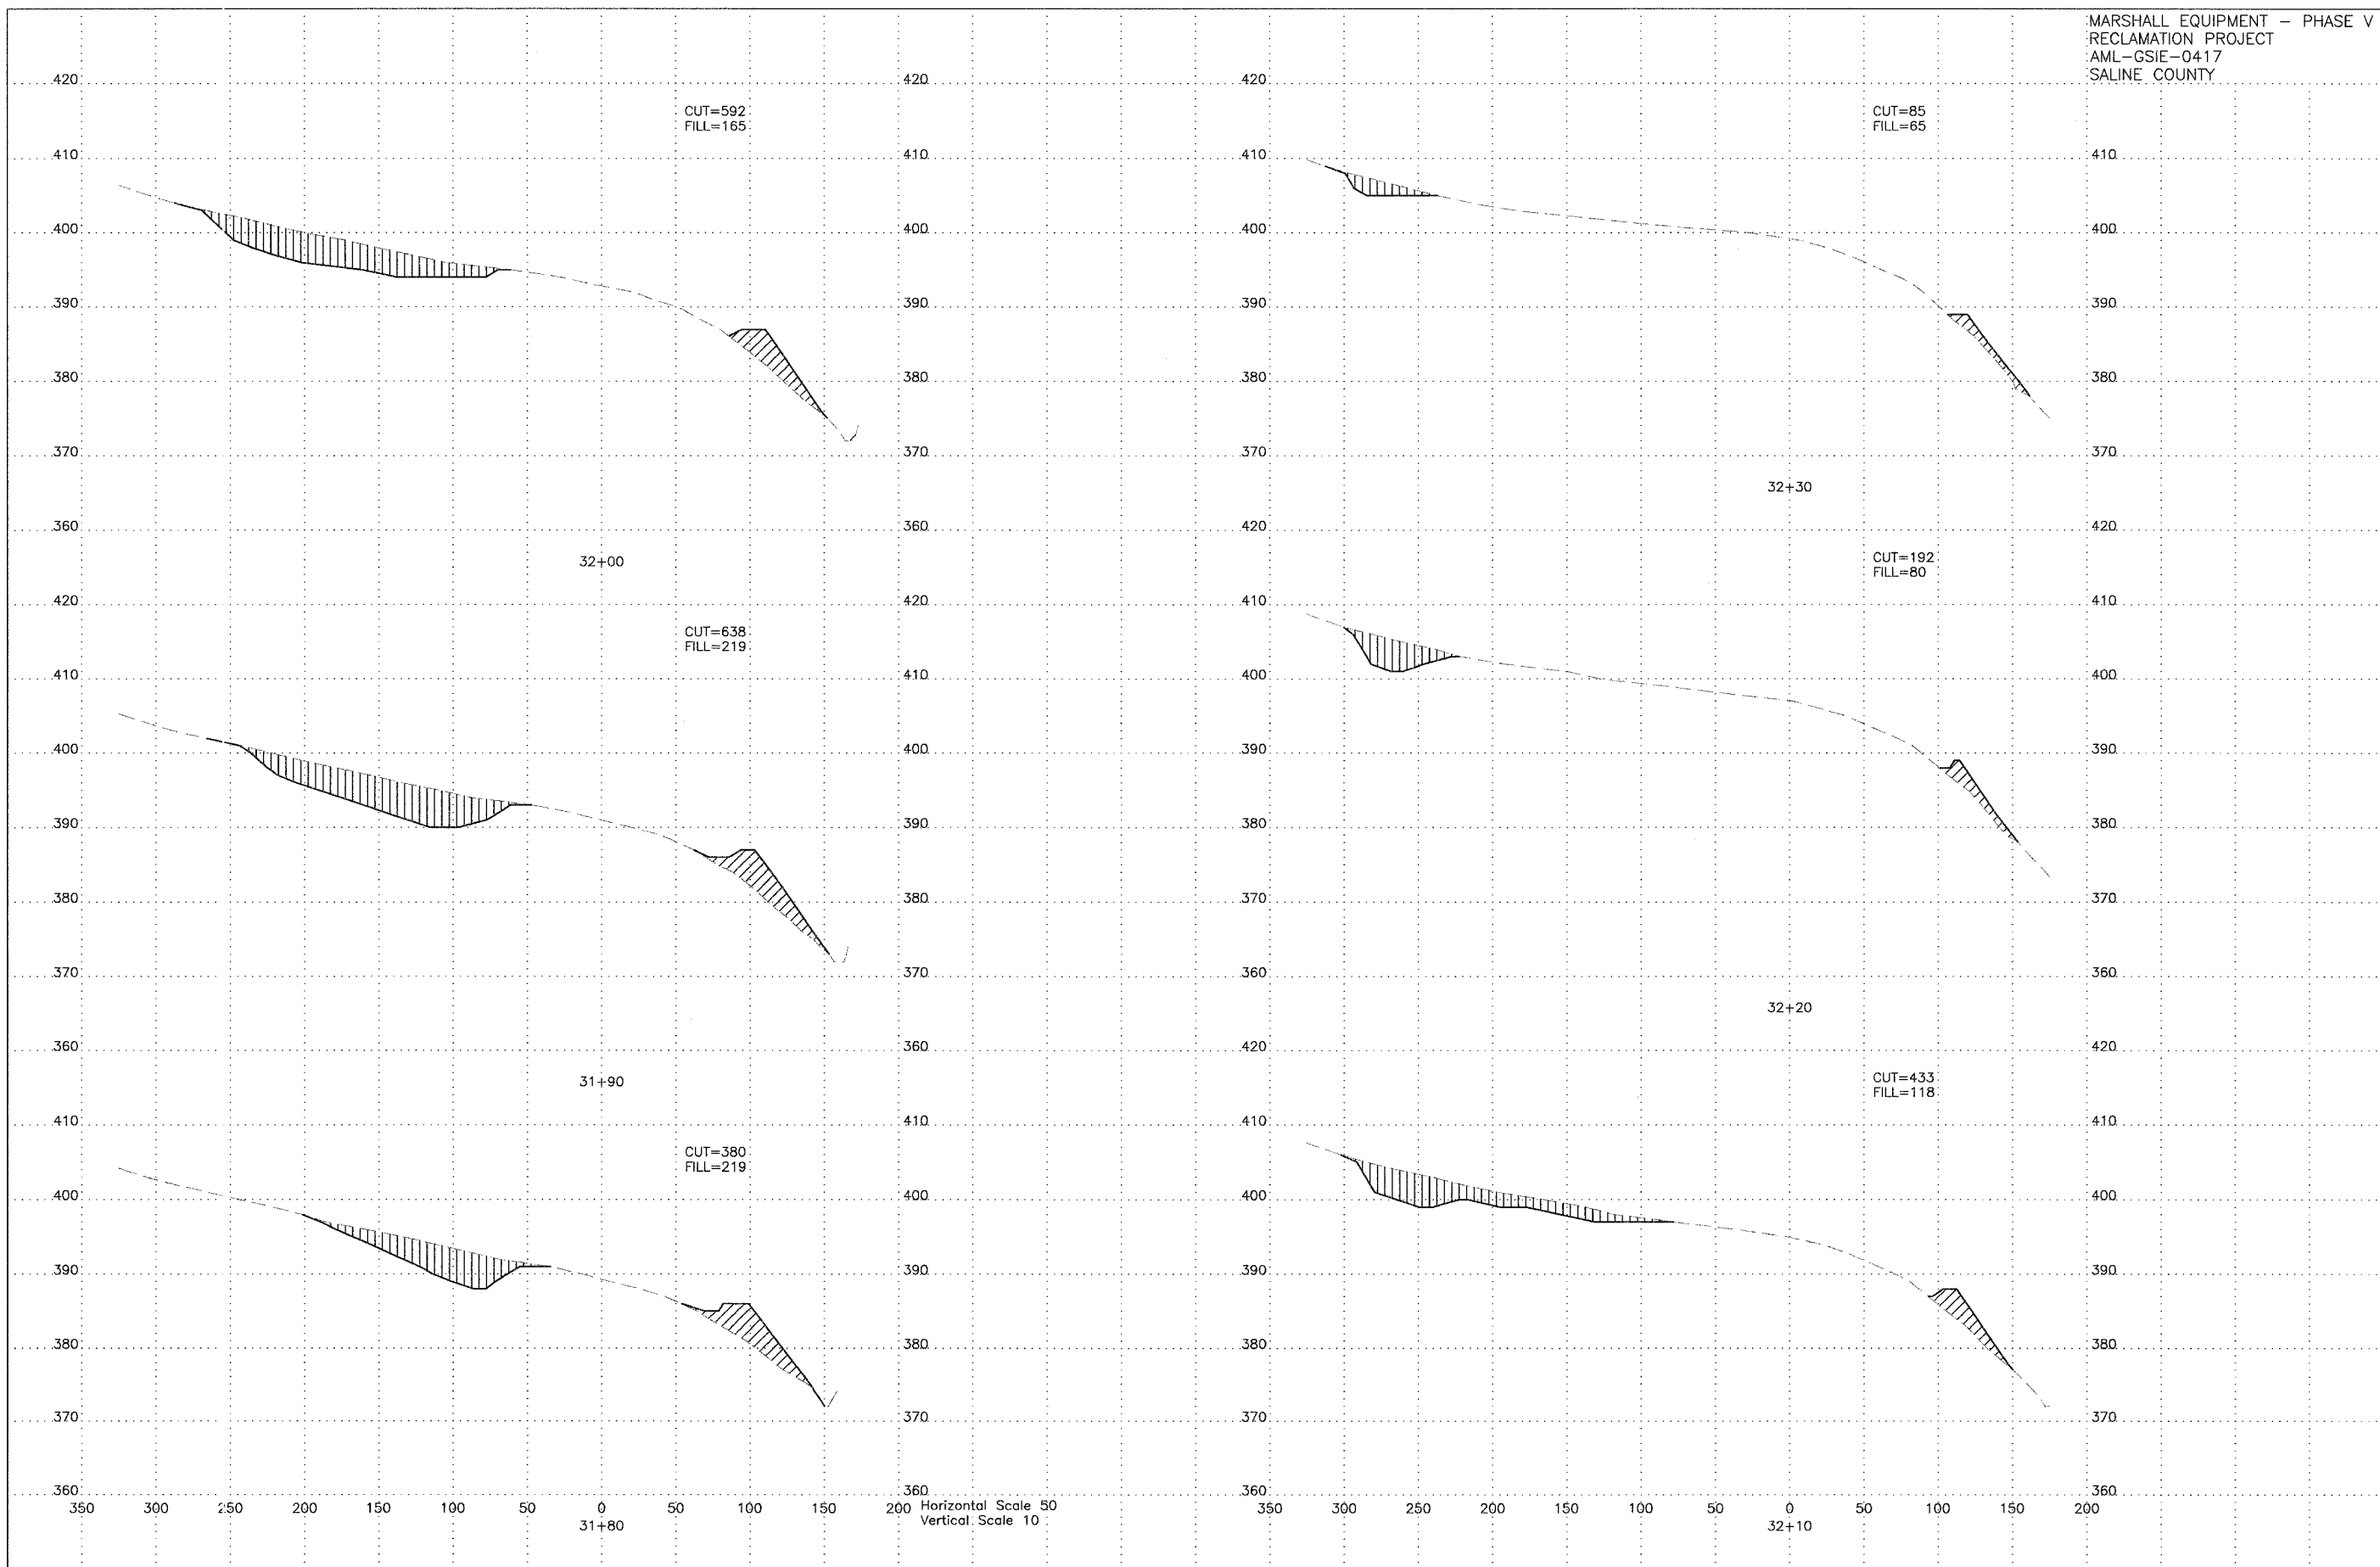 MARSHALL EQUIPMENT – PHASE V
RECLAMATION PROJECT
AML-GSIE-0417
SALINE COUNTY
420 420
CUT=592
FILL=165
410 410
400 400
390 390
380 380
370 370
360 360
32+00
420 420
CUT=638
FILL=219
410 410
400 400
390 390
380 380
370 370
360 360
31+90
410 410
CUT=380
FILL=219
400 400
390 390
380 380
370 370
360 360
350 300 250 200 150 100 50 0 50 100 150 200
31+80
Horizontal Scale 50
Vertical Scale 10
420 420
CUT=85
FILL=65
410 410
400 400
390 390
380 380
370 370
32+30
420 420
CUT=192
FILL=80
410 410
400 400
390 390
380 380
370 370
360 360
32+20
420 420
CUT=433
FILL=118
410 410
400 400
390 390
380 380
370 370
360 360
350 300 250 200 150 100 50 0 50 100 150 200
32+10